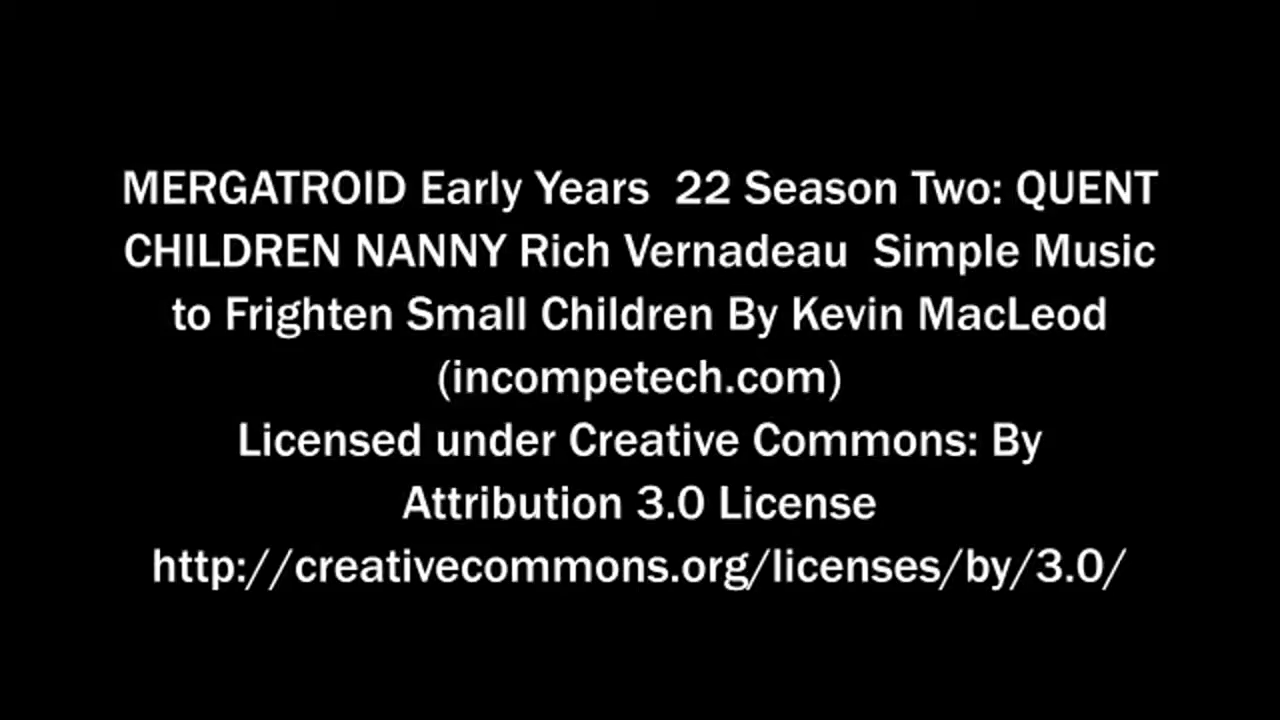 MERGATROID Early Years  22 Season Two: QUENT
CHILDREN NANNY Rich Vernadeau  Simple Music
to Frighten Small Children By Kevin MacLeod
(incompetech.com)
Licensed under Creative Commons: By
Attribution 3.0 License
http://creativecommons.org/licenses/by/3.0/